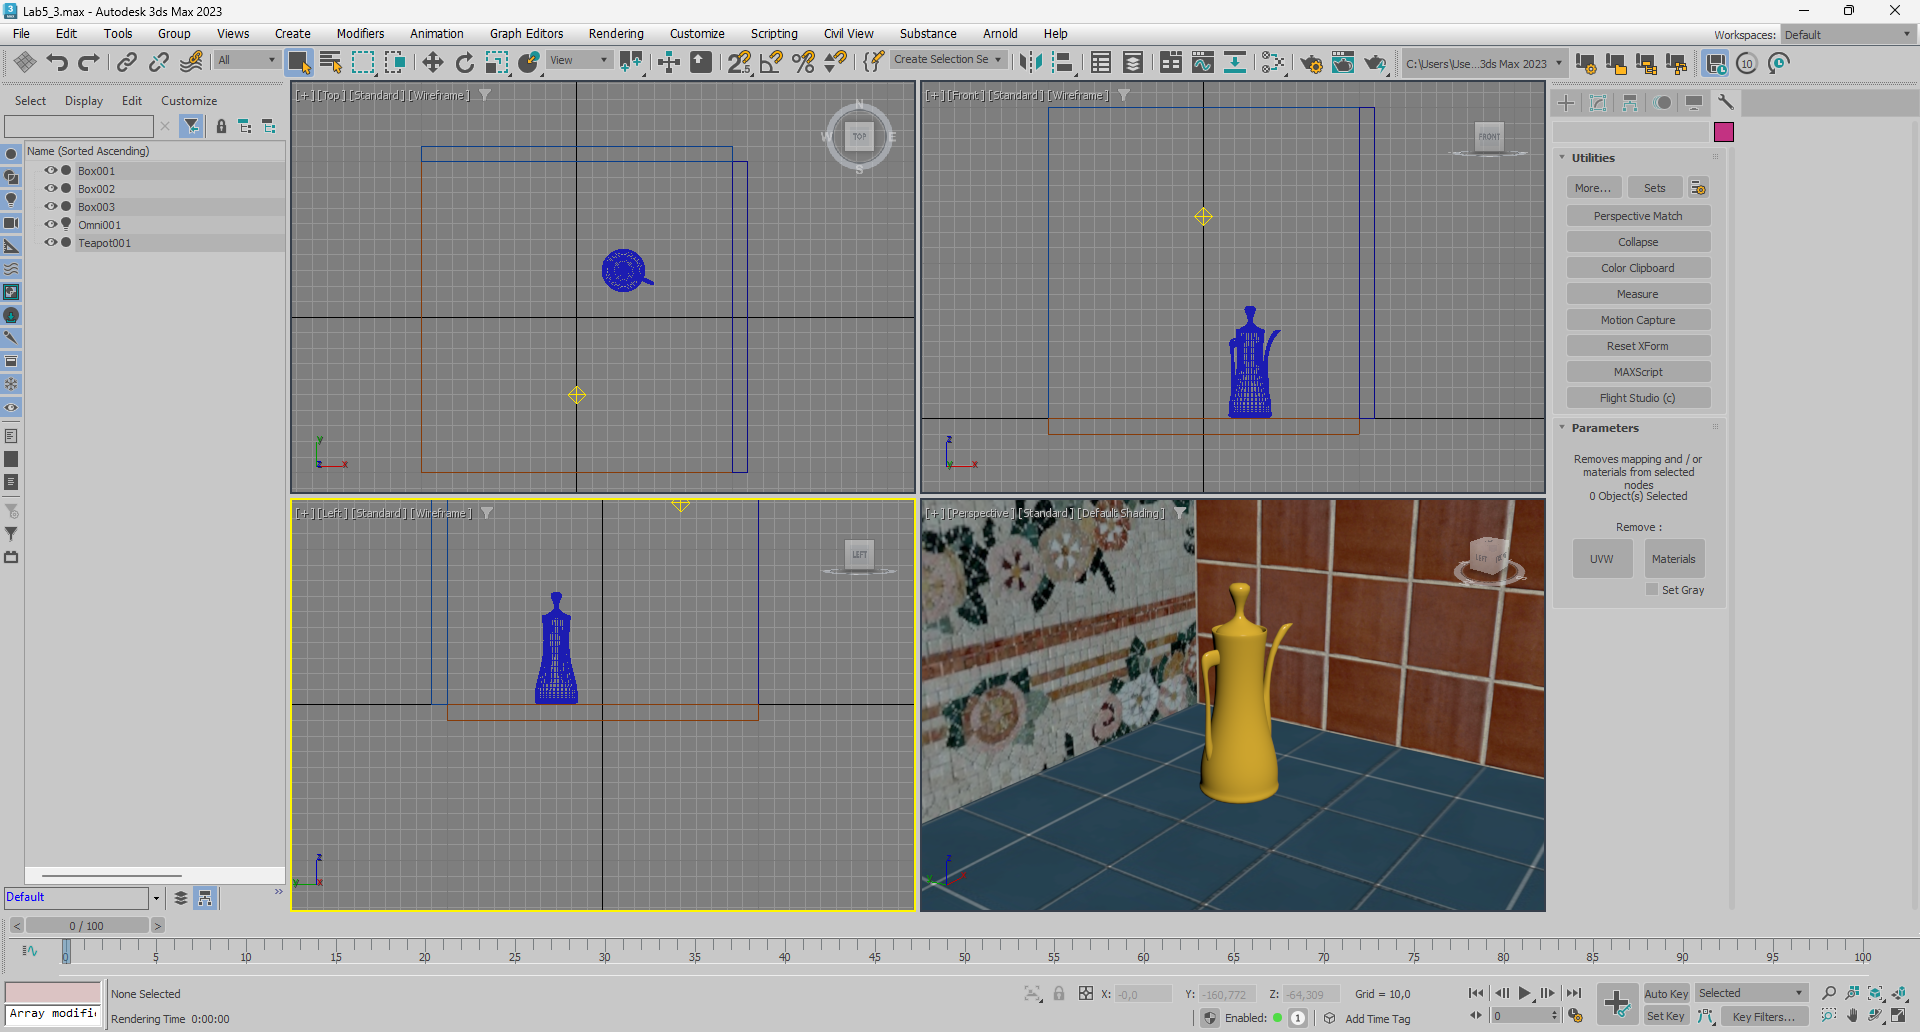 Lab5_3.max - Autodesk 3ds Max 2023
File Edit Tools Group Views Create Modifiers Animation Graph Editors Rendering Customize Scripting Civil View Substance Arnold Help
Workspaces: Default
All
View
2.5
Create Selection Se
C:\Users\Use...3ds Max 2023
10
Select Display Edit Customize
Name (Sorted Ascending)
Box001
Box002
Box003
Omni001
Teapot001
Default
[+] [Top] [Standard] [Wireframe]
N
W TOP E
S
y
z x
[+] [Front] [Standard] [Wireframe]
FRONT
z
y x
[+] [Left] [Standard] [Wireframe]
LEFT
z
y x
[+] [Perspective] [Standard] [Default Shading]
LEFT
z
Utilities
More... Sets
Perspective Match
Collapse
Color Clipboard
Measure
Motion Capture
Reset XForm
MAXScript
Flight Studio (c)
Parameters
Removes mapping and / or
materials from selected
nodes
0 Object(s) Selected
Remove :
UVW Materials
Set Gray
< 0 / 100 >
0 5 10 15 20 25 30 35 40 45 50 55 60 65 70 75 80 85 90 95 100
None Selected
X: -0,0 Y: -160,772 Z: -64,309 Grid = 10,0
Auto Key Selected
Array modifi
Rendering Time 0:00:00
Enabled: 1 Add Time Tag
0
Set Key Key Filters...